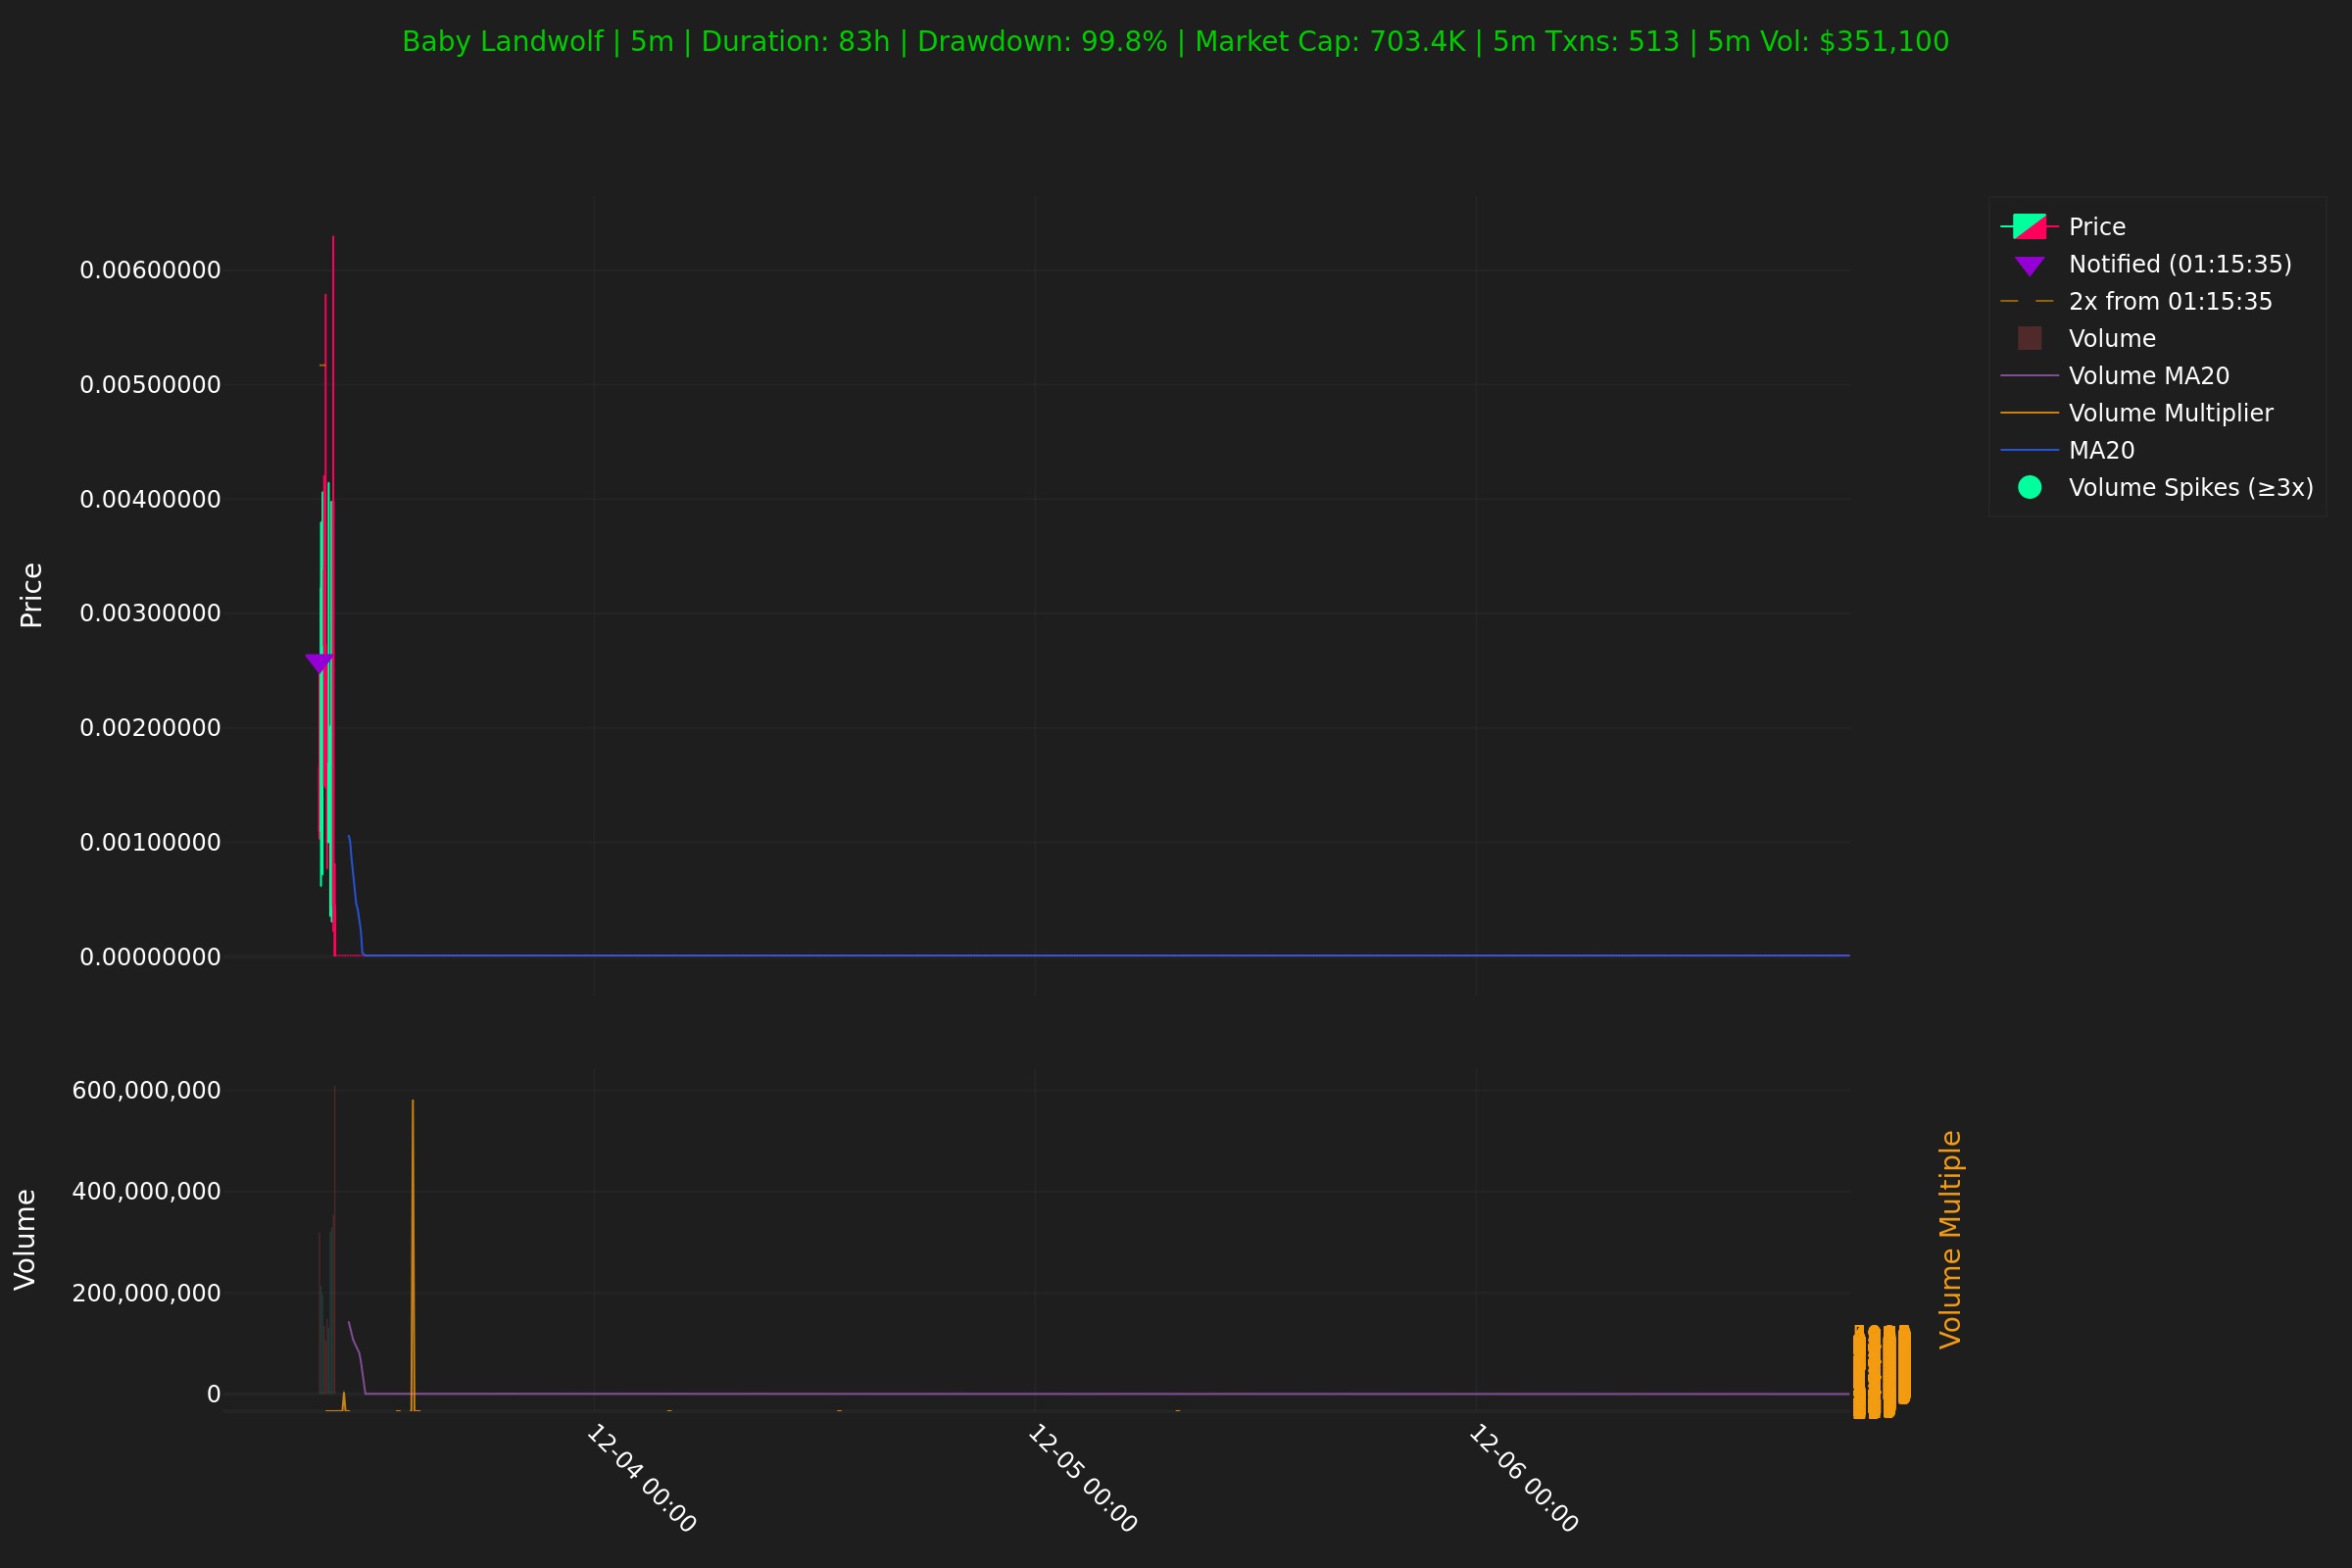 Baby Landwolf | 5m | Duration: 83h | Drawdown: 99.8% | Market Cap: 703.4K | 5m Txns: 513 | 5m Vol: $351,100
Price
Notified (01:15:35)
2x from 01:15:35
Volume
Volume MA20
Volume Multiplier
MA20
Volume Spikes (≥3x)
Price
0.00600000
0.00500000
0.00400000
0.00300000
0.00200000
0.00100000
0.00000000
Volume
600,000,000
400,000,000
200,000,000
0
Volume Multiple
12-04 00:00
12-05 00:00
12-06 00:00